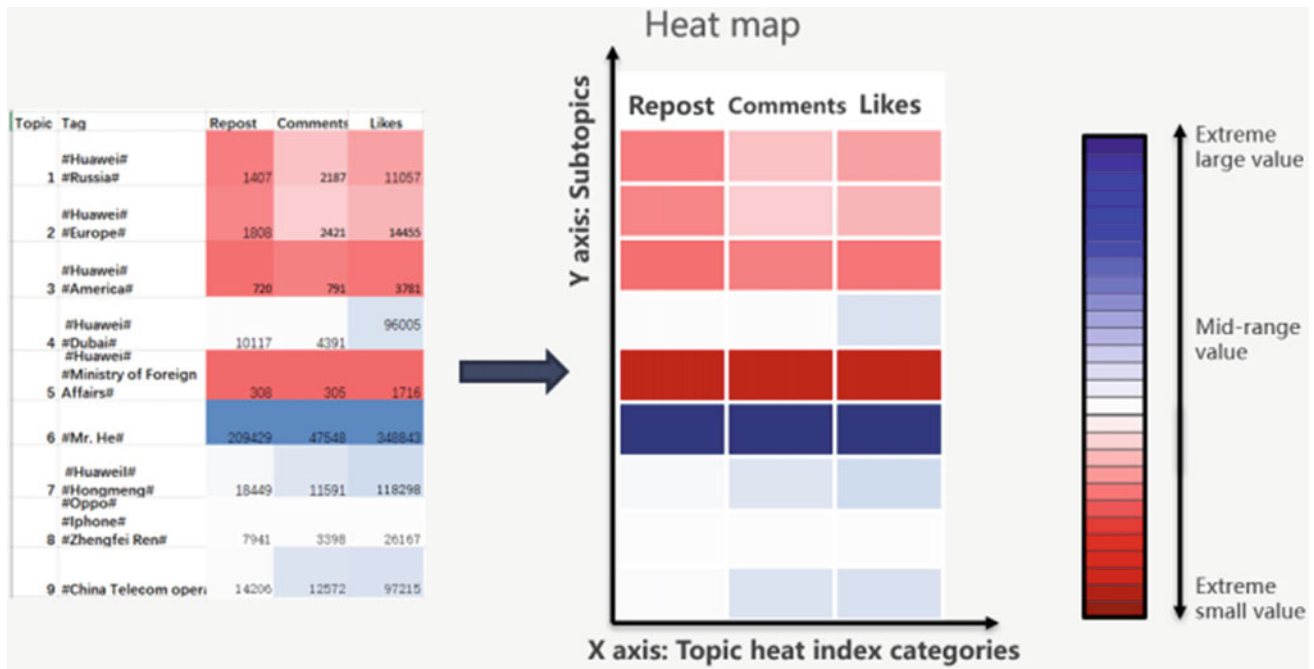 Heat map
Topic Tag Repost Comments Likes
#Huawei#
1 #Russia# 1407 2187 11057
#Huawei#
2 #Europe# 1808 2421 14455
#Huawei#
3 #America# 720 791 3781
#Huawei# 96005
4 #Dubai# 10117 4391
#Huawei#
#Ministry of Foreign
5 Affairs# 308 305 1716
6 #Mr. He# 209429 47548 348843
#Huaweil#
7 #Hongmeng# 18449 11591 118298
#Oppo#
#Iphone#
8 #Zhengfei Ren# 7941 3398 26167
9 #China Telecom opera 14206 12572 97215
Y axis: Subtopics
Repost Comments Likes
X axis: Topic heat index categories
Extreme
large value
Mid-range
value
Extreme
small value